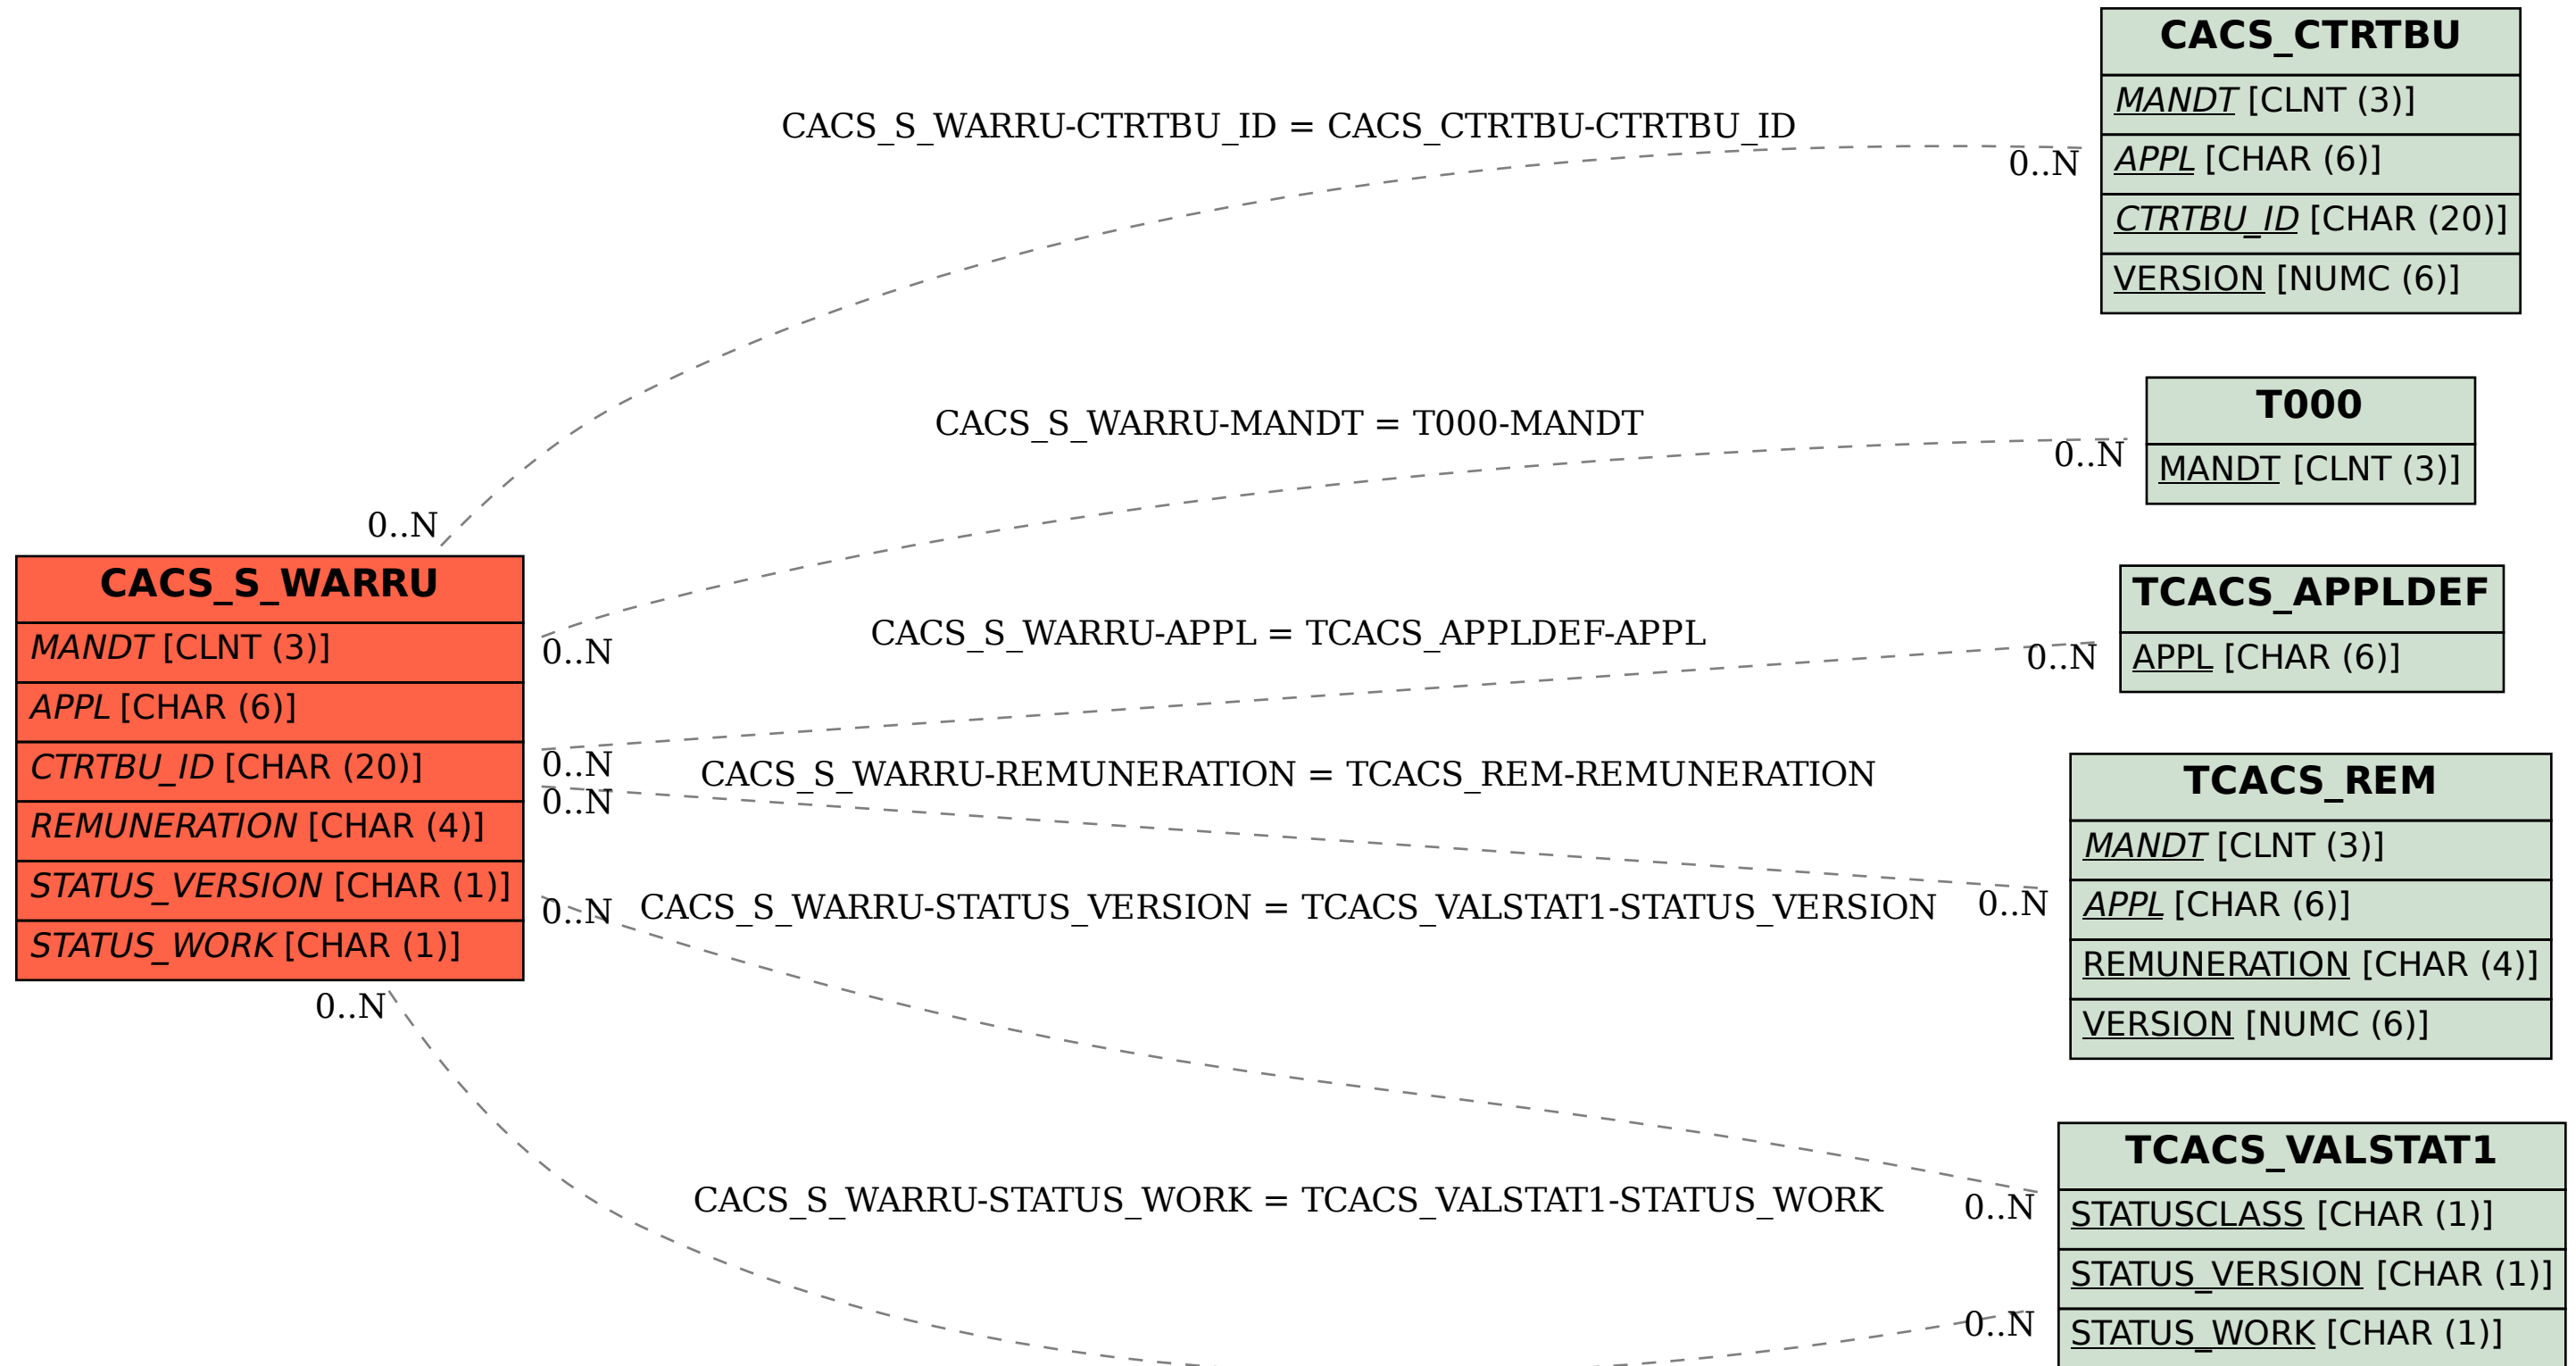 CACS_S_WARRU
MANDT [CLNT (3)]
APPL [CHAR (6)]
CTRTBU_ID [CHAR (20)]
REMUNERATION [CHAR (4)]
STATUS_VERSION [CHAR (1)]
STATUS_WORK [CHAR (1)]
CACS_S_WARRU-CTRTBU_ID = CACS_CTRTBU-CTRTBU_ID
0..N
0..N
CACS_S_WARRU-MANDT = T000-MANDT
0..N
0..N
CACS_S_WARRU-APPL = TCACS_APPLDEF-APPL
0..N
0..N
CACS_S_WARRU-REMUNERATION = TCACS_REM-REMUNERATION
0..N
0..N
CACS_S_WARRU-STATUS_VERSION = TCACS_VALSTAT1-STATUS_VERSION
0..N
0..N
CACS_S_WARRU-STATUS_WORK = TCACS_VALSTAT1-STATUS_WORK
0..N
0..N
CACS_CTRTBU
MANDT [CLNT (3)]
APPL [CHAR (6)]
CTRTBU_ID [CHAR (20)]
VERSION [NUMC (6)]
T000
MANDT [CLNT (3)]
TCACS_APPLDEF
APPL [CHAR (6)]
TCACS_REM
MANDT [CLNT (3)]
APPL [CHAR (6)]
REMUNERATION [CHAR (4)]
VERSION [NUMC (6)]
TCACS_VALSTAT1
STATUSCLASS [CHAR (1)]
STATUS_VERSION [CHAR (1)]
STATUS_WORK [CHAR (1)]